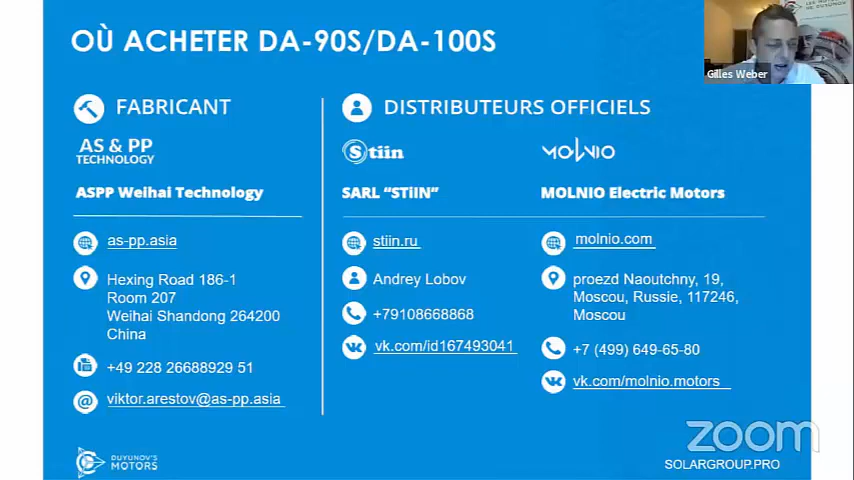 OÙ ACHETER DA-90S/DA-100S
Gilles Weber
FABRICANT
AS & PP
TECHNOLOGY
ASPP Weihai Technology
as-pp.asia
Hexing Road 186-1
Room 207
Weihai Shandong 264200
China
+49 228 26688929 51
viktor.arestov@as-pp.asia
DISTRIBUTEURS OFFICIELS
Stiin
SARL “STiIN”
stiin.ru
Andrey Lobov
+79108668868
vk.com/id167493041
MOLNIO
MOLNIO Electric Motors
molnio.com
proezd Naoutchny, 19,
Moscou, Russie, 117246,
Moscou
+7 (499) 649-65-80
vk.com/molnio.motors
DUYUNOV'S
MOTORS
zoom
SOLARGROUP.PRO